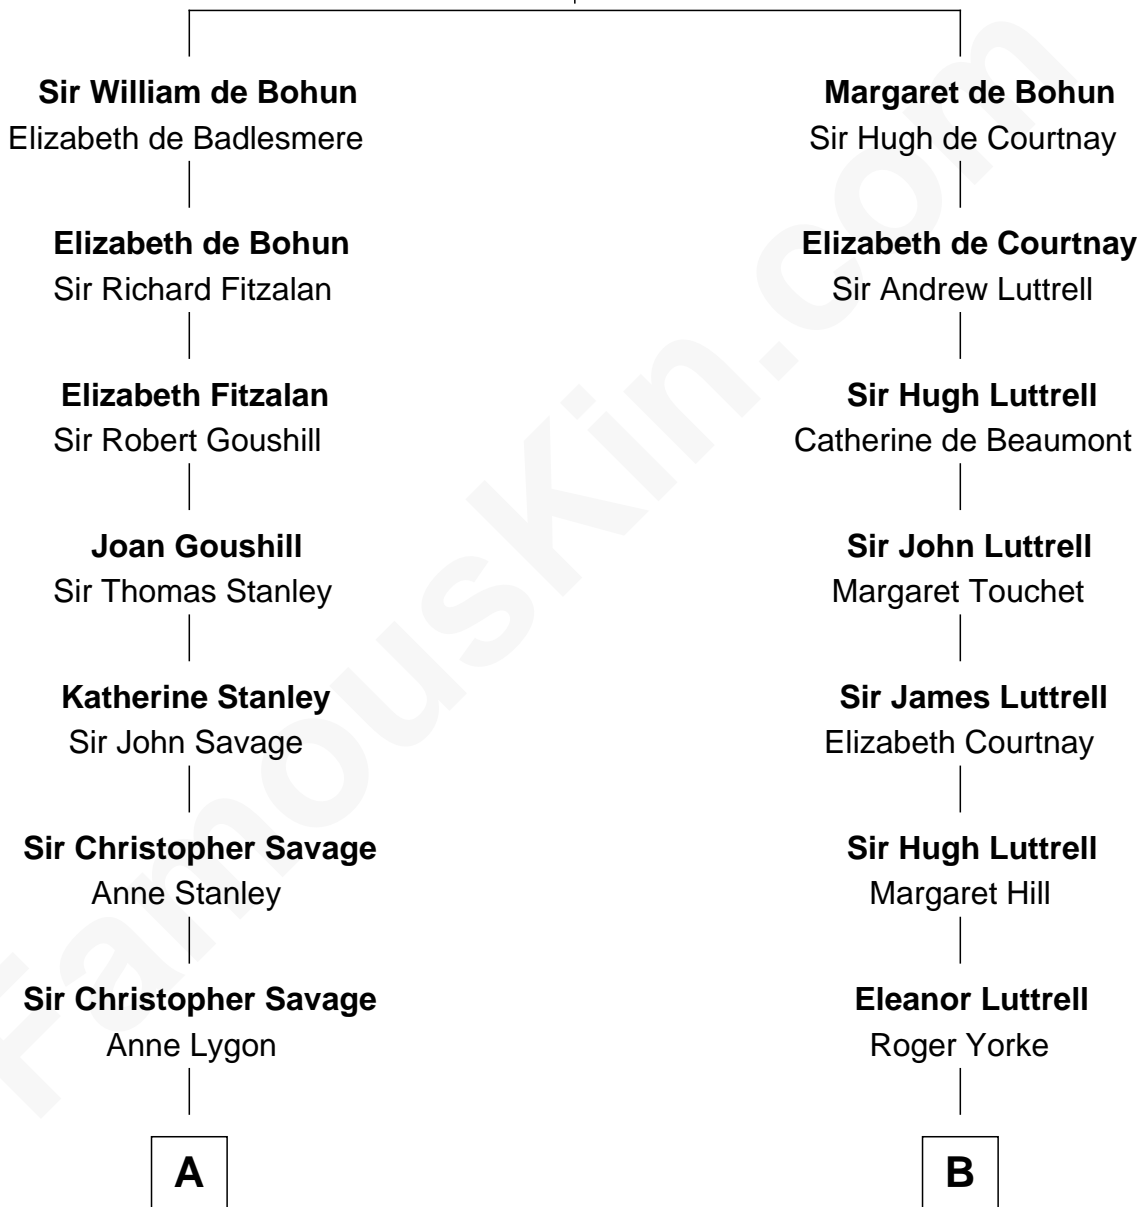 Sir William de Bohun
Elizabeth de Badlesmere
Elizabeth de Bohun
Sir Richard Fitzalan
Elizabeth Fitzalan
Sir Robert Goushill
Joan Goushill
Sir Thomas Stanley
Katherine Stanley
Sir John Savage
Sir Christopher Savage
Anne Stanley
Sir Christopher Savage
Anne Lygon
A
Margaret de Bohun
Sir Hugh de Courtnay
Elizabeth de Courtnay
Sir Andrew Luttrell
Sir Hugh Luttrell
Catherine de Beaumont
Sir John Luttrell
Margaret Touchet
Sir James Luttrell
Elizabeth Courtnay
Sir Hugh Luttrell
Margaret Hill
Eleanor Luttrell
Roger Yorke
B
FamousKin.com